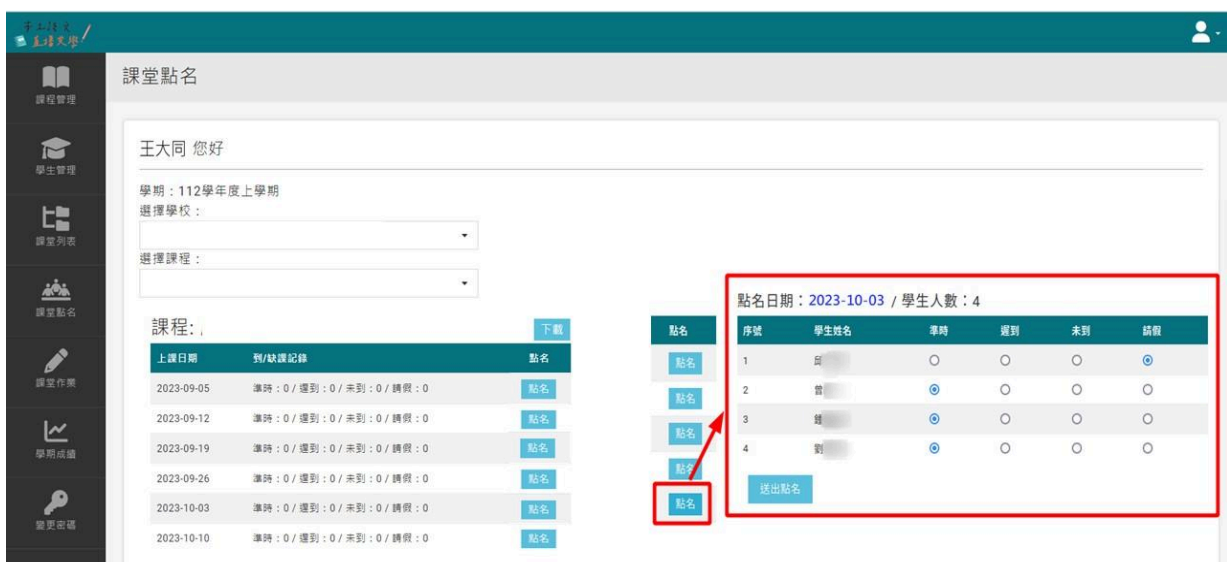 直播文學
課堂點名
課程管理
學生管理
課堂列表
課堂點名
課堂作業
學期成績
變更密碼
王大同 您好
學期：112學年度上學期
選擇學校：
選擇課程：
課程:
下載
上課日期 到/缺課記錄 點名
2023-09-05 準時：0 / 遲到：0 / 未到：0 / 請假：0 點名
2023-09-12 準時：0 / 遲到：0 / 未到：0 / 請假：0 點名
2023-09-19 準時：0 / 遲到：0 / 未到：0 / 請假：0 點名
2023-09-26 準時：0 / 遲到：0 / 未到：0 / 請假：0 點名
2023-10-03 準時：0 / 遲到：0 / 未到：0 / 請假：0 點名
2023-10-10 準時：0 / 遲到：0 / 未到：0 / 請假：0 點名
點名
點名
點名
點名
點名
點名
點名日期：2023-10-03 / 學生人數：4
序號 學生姓名 準時 遲到 未到 請假
1 邱
2 曾
3 鍾
4 劉
送出點名